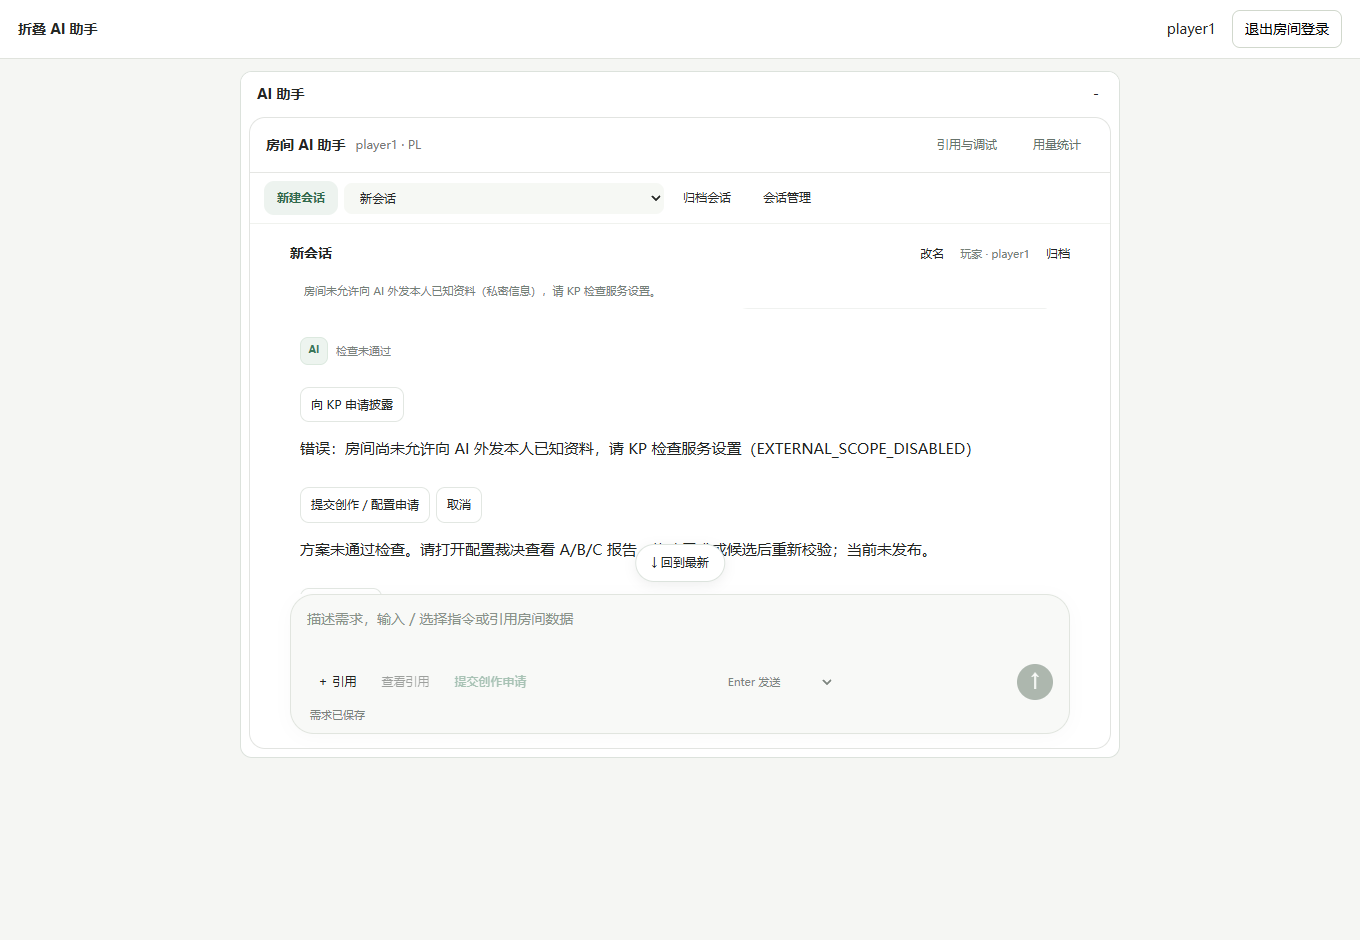 折叠 AI 助手
player1
退出房间登录
AI 助手
-
房间 AI 助手 player1 · PL
引用与调试
用量统计
新建会话
新会话
归档会话
会话管理
新会话
改名
玩家 · player1
归档
房间未允许向 AI 外发本人已知资料（私密信息），请 KP 检查服务设置。
AI 检查未通过
向 KP 申请披露
错误：房间尚未允许向 AI 外发本人已知资料，请 KP 检查服务设置（EXTERNAL_SCOPE_DISABLED）
提交创作 / 配置申请
取消
方案未通过检查。请打开配置裁决查看 A/B/C 报告 候选后重新校验；当前未发布。
↓ 回到最新
描述需求，输入 / 选择指令或引用房间数据
+ 引用
查看引用
提交创作申请
Enter 发送
↑
需求已保存